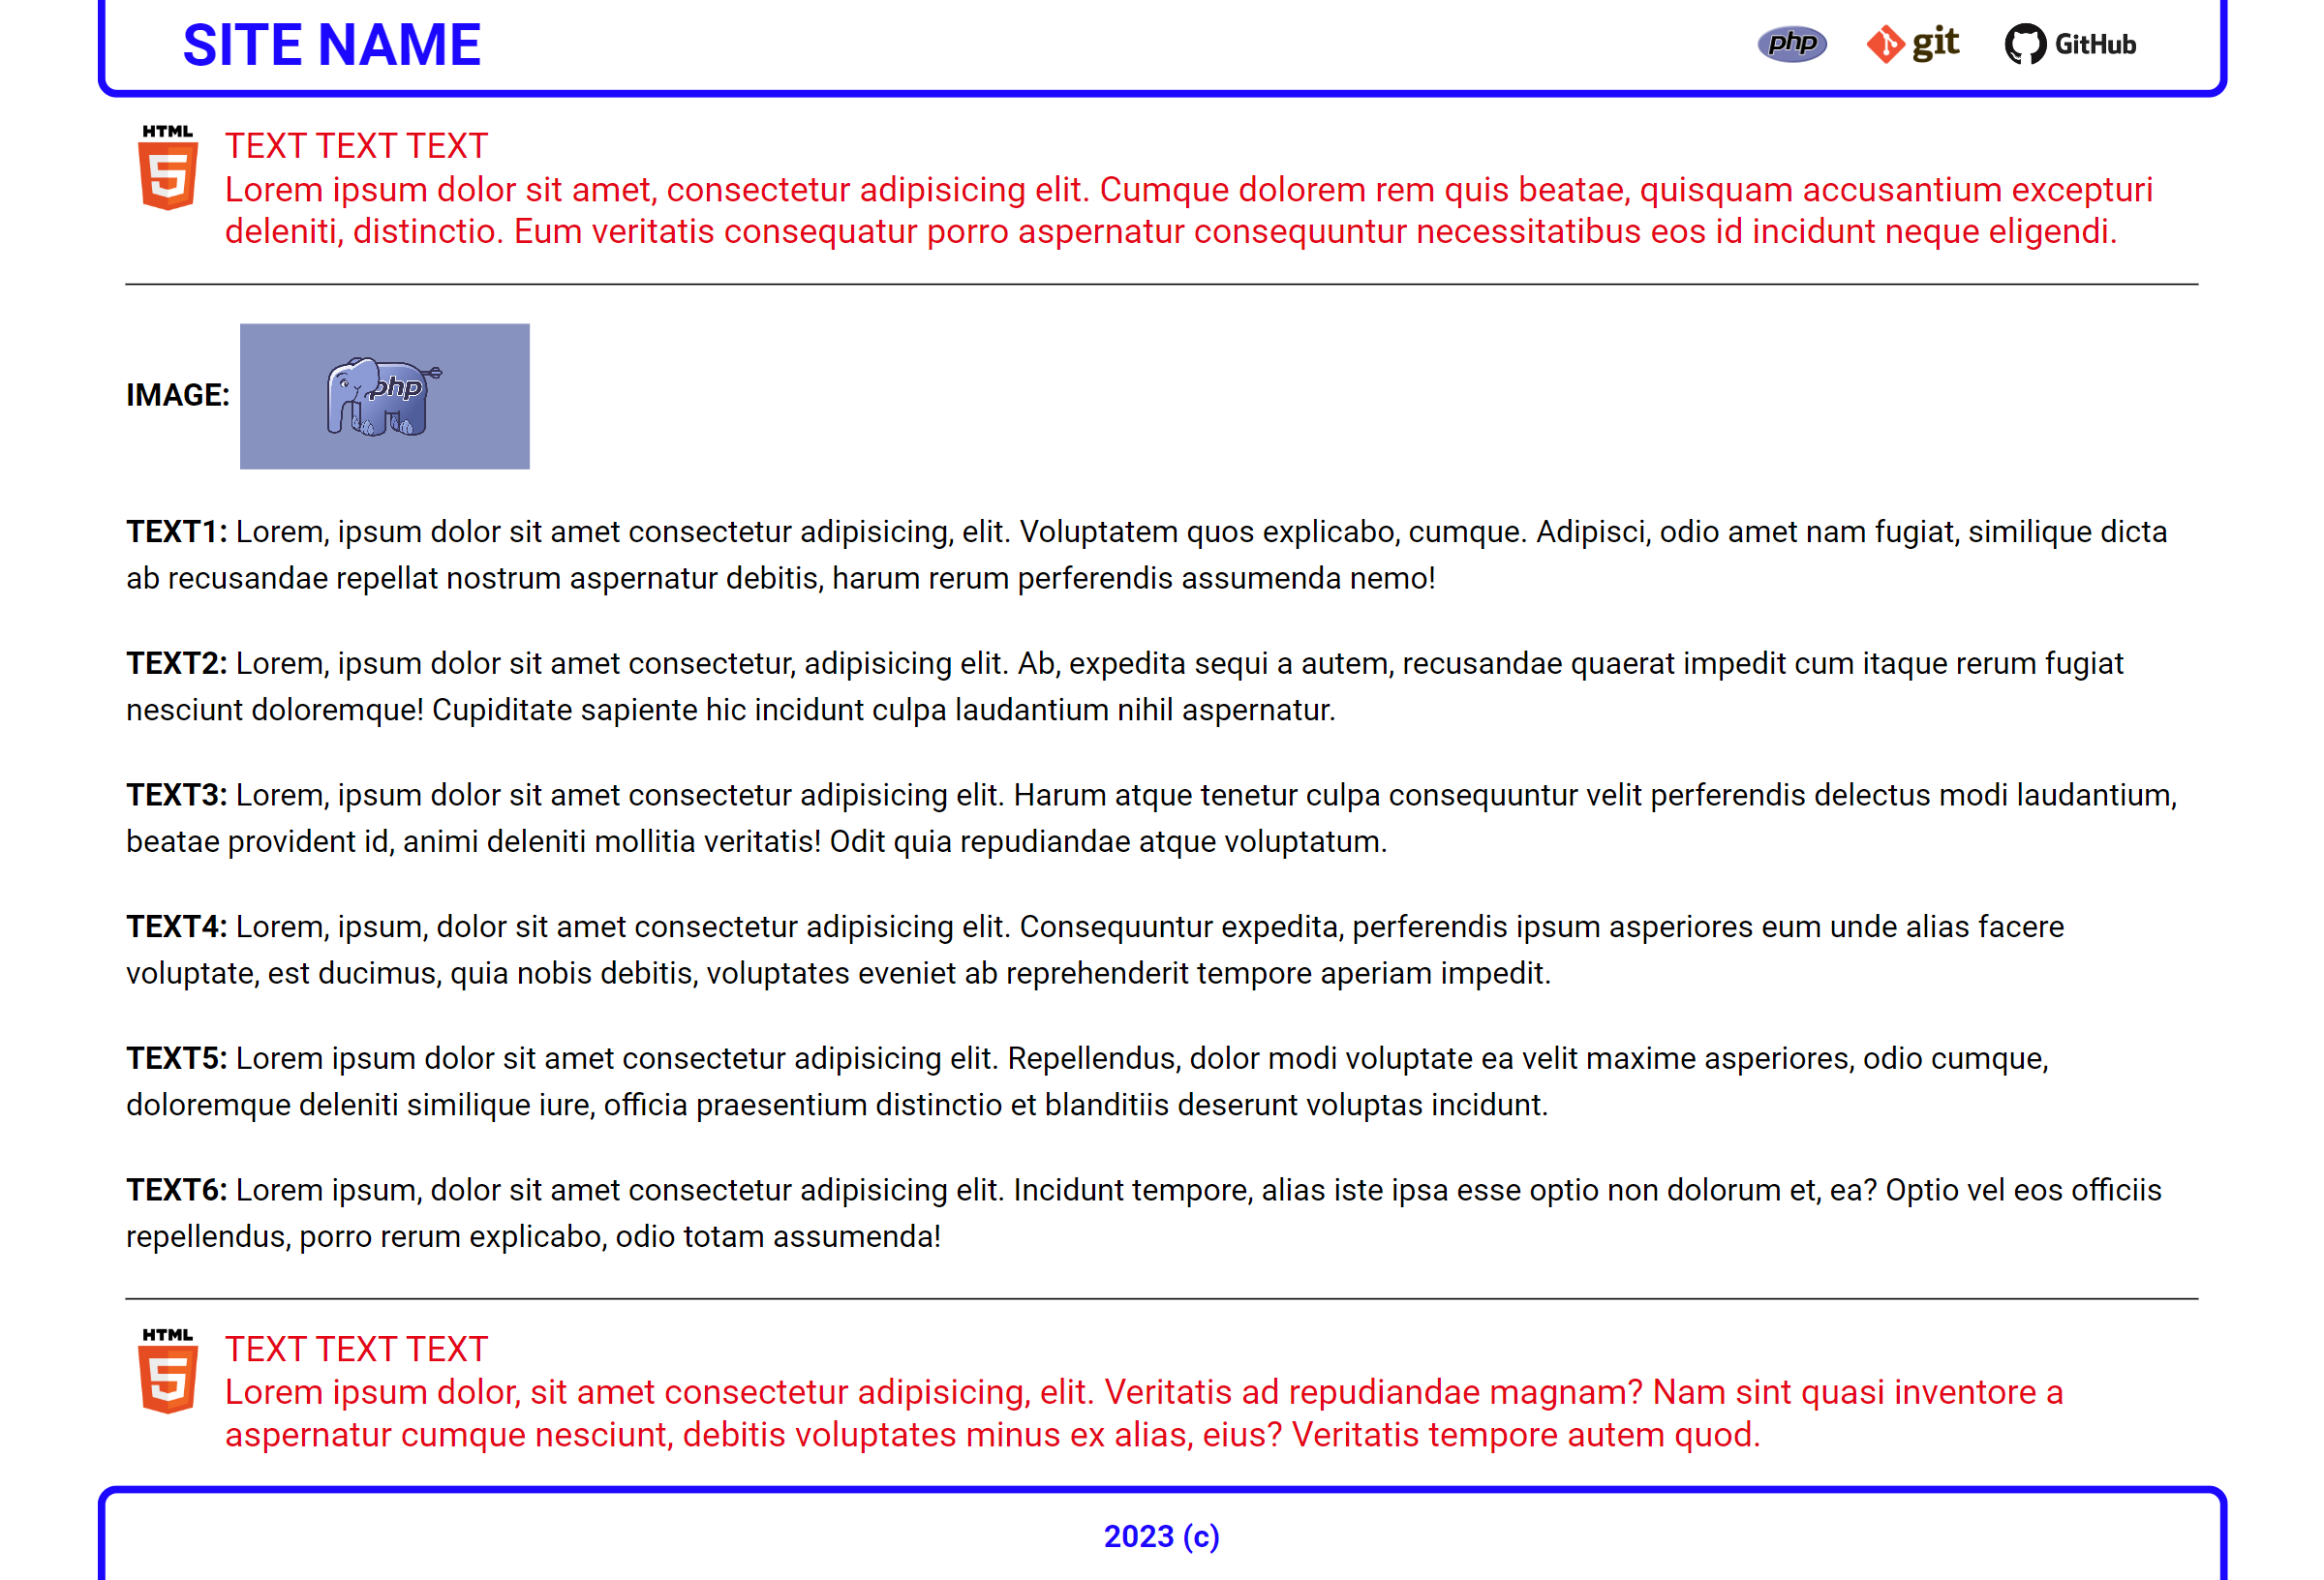 SITE NAME
php
git
GitHub
HTML
5
TEXT TEXT TEXT
Lorem ipsum dolor sit amet, consectetur adipisicing elit. Cumque dolorem rem quis beatae, quisquam accusantium excepturi
deleniti, distinctio. Eum veritatis consequatur porro aspernatur consequuntur necessitatibus eos id incidunt neque eligendi.
IMAGE:
php
TEXT1: Lorem, ipsum dolor sit amet consectetur adipisicing, elit. Voluptatem quos explicabo, cumque. Adipisci, odio amet nam fugiat, similique dicta
ab recusandae repellat nostrum aspernatur debitis, harum rerum perferendis assumenda nemo!
TEXT2: Lorem, ipsum dolor sit amet consectetur, adipisicing elit. Ab, expedita sequi a autem, recusandae quaerat impedit cum itaque rerum fugiat
nesciunt doloremque! Cupiditate sapiente hic incidunt culpa laudantium nihil aspernatur.
TEXT3: Lorem, ipsum dolor sit amet consectetur adipisicing elit. Harum atque tenetur culpa consequuntur velit perferendis delectus modi laudantium,
beatae provident id, animi deleniti mollitia veritatis! Odit quia repudiandae atque voluptatum.
TEXT4: Lorem, ipsum, dolor sit amet consectetur adipisicing elit. Consequuntur expedita, perferendis ipsum asperiores eum unde alias facere
voluptate, est ducimus, quia nobis debitis, voluptates eveniet ab reprehenderit tempore aperiam impedit.
TEXT5: Lorem ipsum dolor sit amet consectetur adipisicing elit. Repellendus, dolor modi voluptate ea velit maxime asperiores, odio cumque,
doloremque deleniti similique iure, officia praesentium distinctio et blanditiis deserunt voluptas incidunt.
TEXT6: Lorem ipsum, dolor sit amet consectetur adipisicing elit. Incidunt tempore, alias iste ipsa esse optio non dolorum et, ea? Optio vel eos officiis
repellendus, porro rerum explicabo, odio totam assumenda!
HTML
5
TEXT TEXT TEXT
Lorem ipsum dolor, sit amet consectetur adipisicing, elit. Veritatis ad repudiandae magnam? Nam sint quasi inventore a
aspernatur cumque nesciunt, debitis voluptates minus ex alias, eius? Veritatis tempore autem quod.
2023 (c)